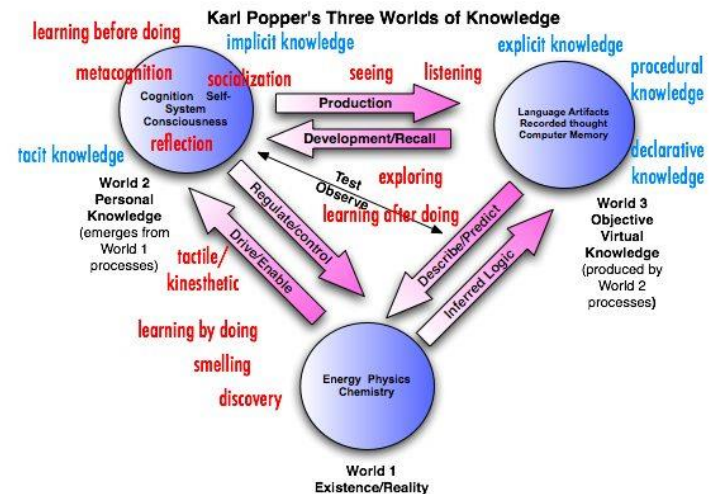 Karl Popper's Three Worlds of Knowledge
learning before doing
implicit knowledge
explicit knowledge
metacognition
socialization
seeing
listening
procedural
knowledge
Cognition Self-
System
Consciousness
Production
Language Artifacts
Recorded thought
Computer Memory
reflection
Development/Recall
tacit knowledge
declarative
knowledge
Test
Observe
exploring
learning after doing
World 2
Personal
Knowledge
(emerges from
World 1
processes)
World 3
Objective
Virtual
Knowledge
(produced by
World 2
processes)
Regulate/control
Drive/Enable
Describe/Predict
Inferred Logic
tactile/
kinesthetic
learning by doing
smelling
discovery
Energy Physics
Chemistry
World 1
Existence/Reality